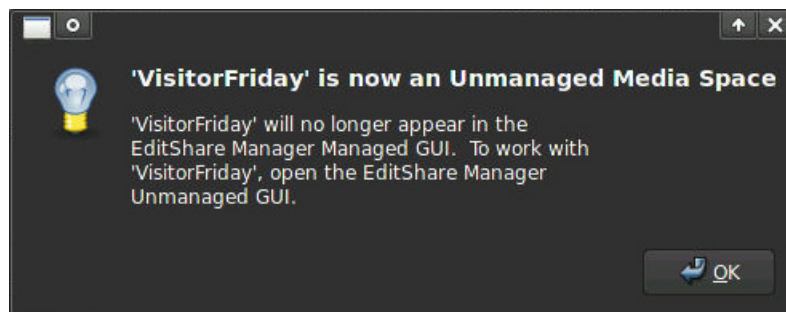 'VisitorFriday' is now an Unmanaged Media Space
'VisitorFriday' will no longer appear in the
EditShare Manager Managed GUI.  To work with
'VisitorFriday', open the EditShare Manager
Unmanaged GUI.
OK